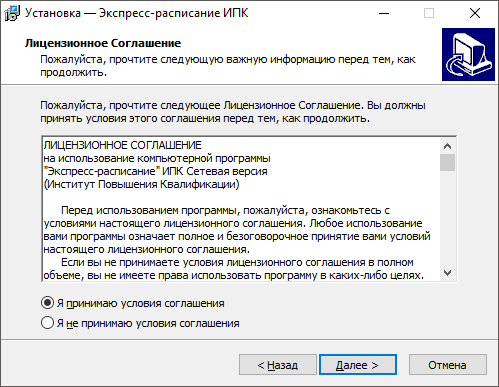 Установка — Экспресс-расписание ИПК
Лицензионное Соглашение
Пожалуйста, прочтите следующую важную информацию перед тем, как
продолжить.
Пожалуйста, прочтите следующее Лицензионное Соглашение. Вы должны
принять условия этого соглашения перед тем, как продолжить.
ЛИЦЕНЗИОННОЕ СОГЛАШЕНИЕ
на использование компьютерной программы
"Экспресс-расписание" ИПК Сетевая версия
(Институт Повышения Квалификации)
Перед использованием программы, пожалуйста, ознакомьтесь с
условиями настоящего лицензионного соглашения. Любое использование
вами программы означает полное и безоговорочное принятие вами условий
настоящего лицензионного соглашения.
Если вы не принимаете условия лицензионного соглашения в полном
объеме, вы не имеете права использовать программу в каких-либо целях.
Я принимаю условия соглашения
Я не принимаю условия соглашения
< Назад
Далее >
Отмена